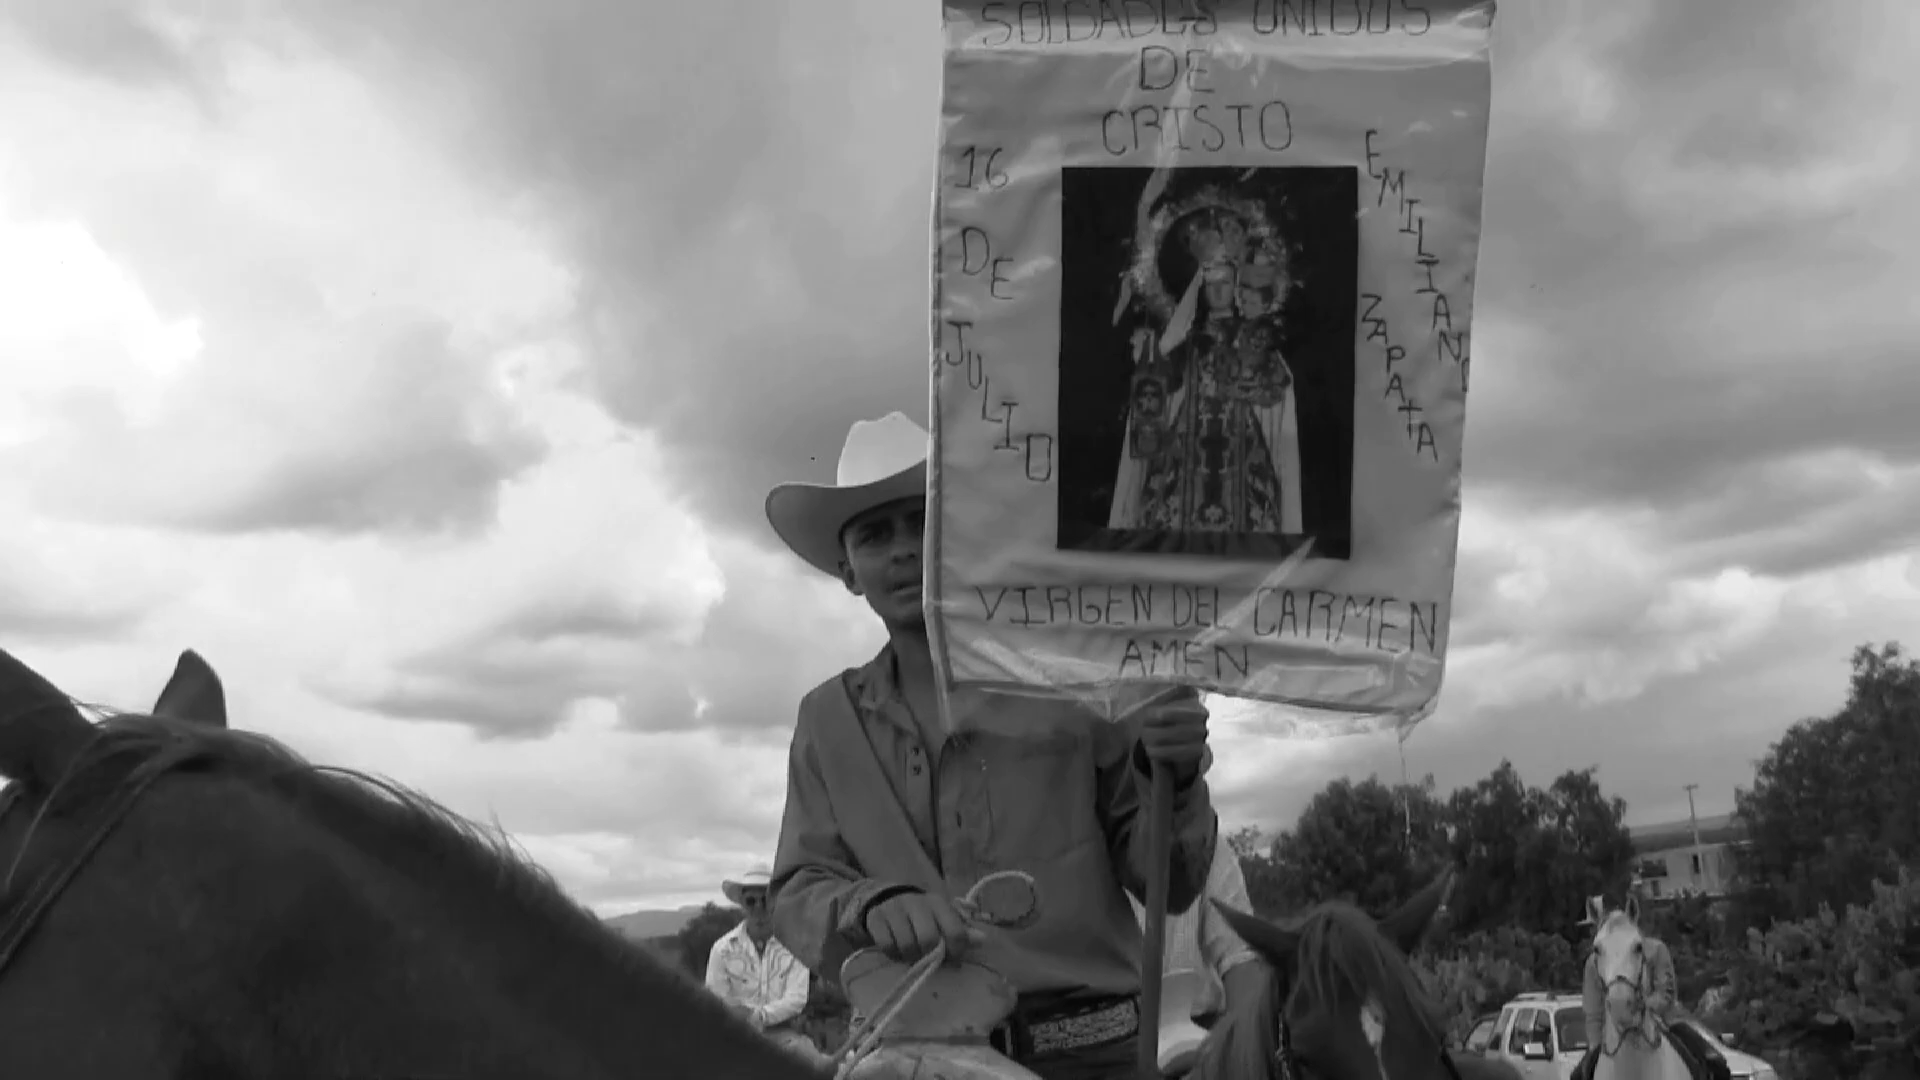 SOLDADOS UNIDOS
DE
CRISTO
16
DE
JULIO
EMILIANO
ZAPATA
VIRGEN DEL CARMEN
AMEN